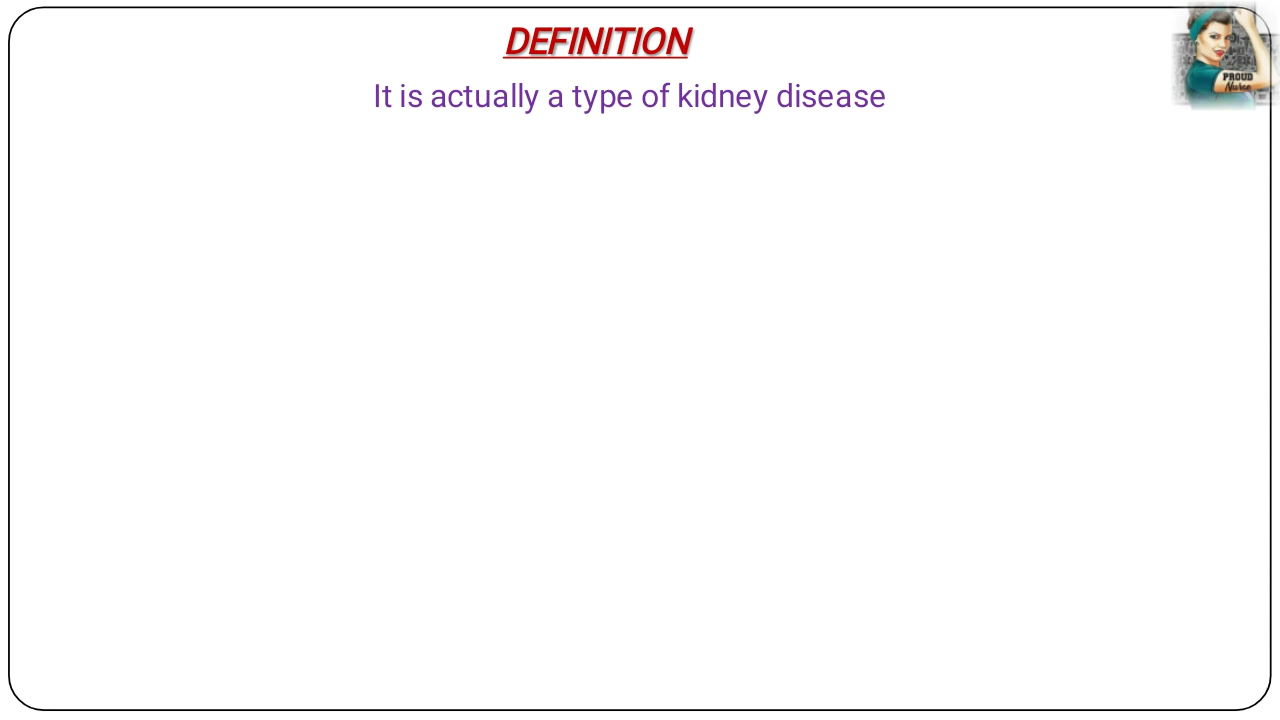 DEFINITION
It is actually a type of kidney disease
PROUD
Nurse